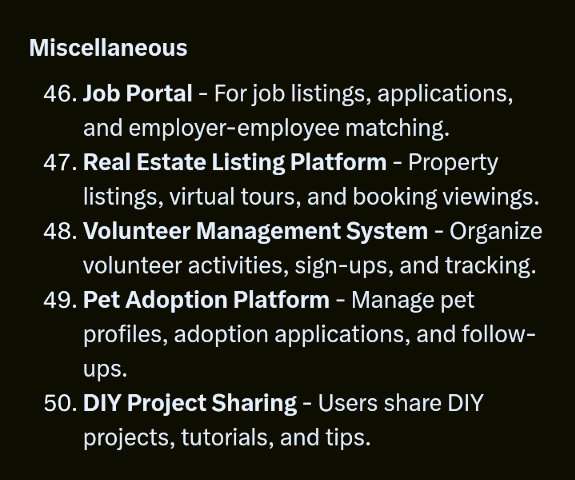 Miscellaneous
46. Job Portal - For job listings, applications,
and employer-employee matching.
47. Real Estate Listing Platform - Property
listings, virtual tours, and booking viewings.
48. Volunteer Management System - Organize
volunteer activities, sign-ups, and tracking.
49. Pet Adoption Platform - Manage pet
profiles, adoption applications, and follow-
ups.
50. DIY Project Sharing - Users share DIY
projects, tutorials, and tips.